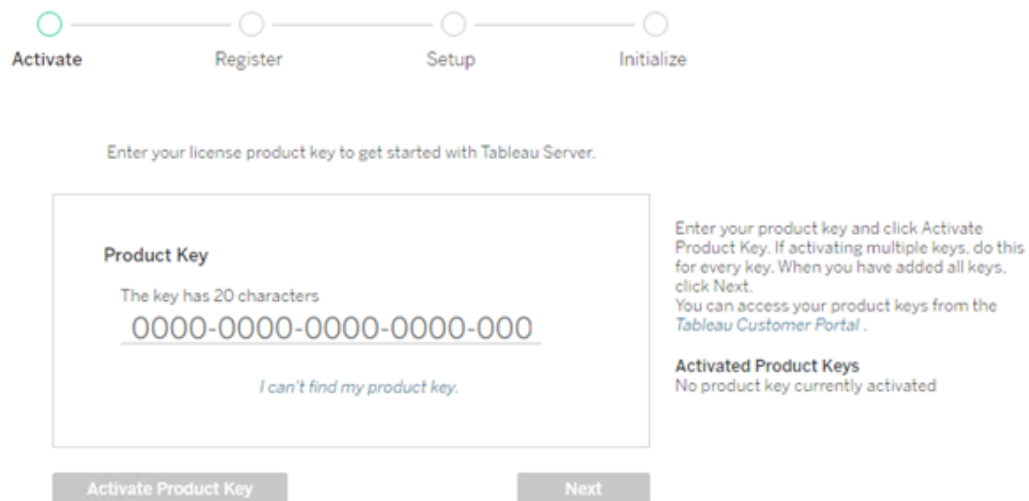 Activate
Register
Setup
Initialize
Enter your license product key to get started with Tableau Server.
Product Key
The key has 20 characters
0000-0000-0000-0000-000
I can't find my product key.
Enter your product key and click Activate
Product Key. If activating multiple keys, do this
for every key. When you have added all keys,
click Next.
You can access your product keys from the
Tableau Customer Portal .
Activated Product Keys
No product key currently activated
Activate Product Key
Next